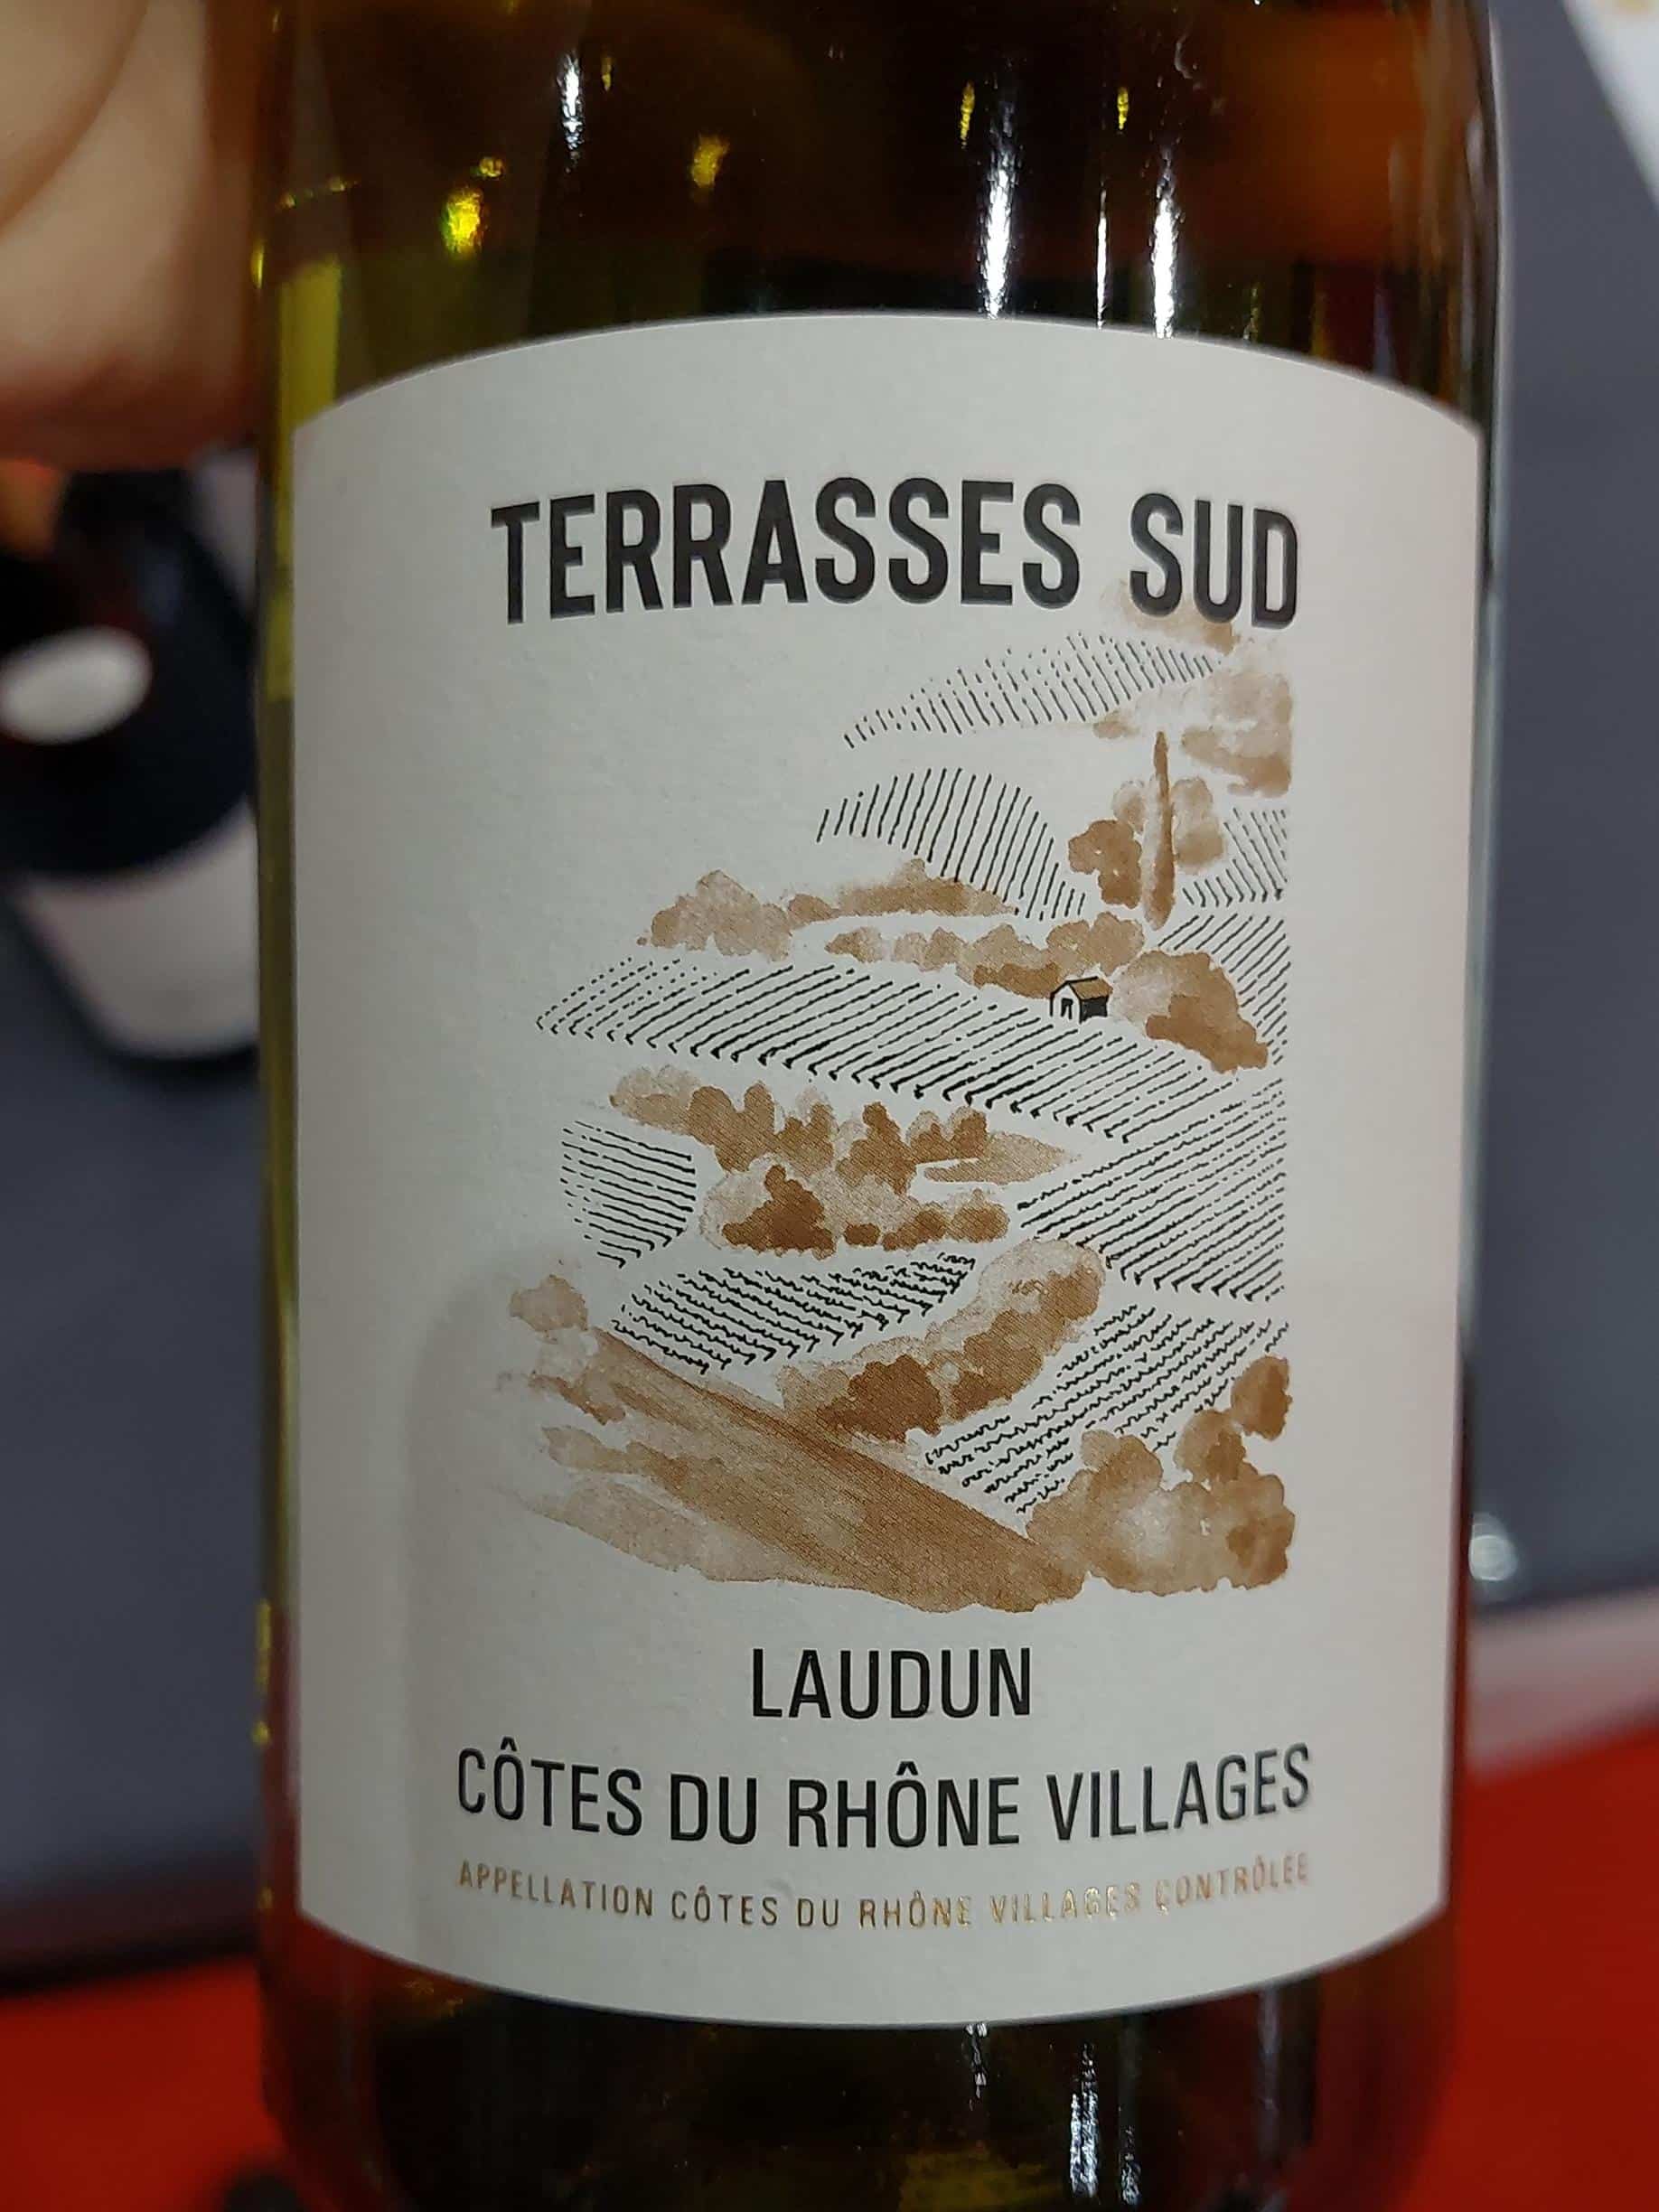 TERRASSES SUD
LAUDUN
CÔTES DU RHÔNE VILLAGES
APPELLATION CÔTES DU RHÔNE VILLAGES CONTRÔLÉE